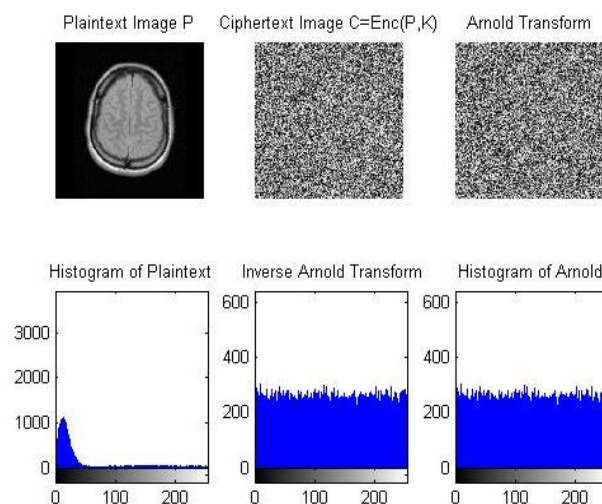 Plaintext Image P
Ciphertext Image C=Enc(P,K)
Arnold Transform
Histogram of Plaintext
Inverse Arnold Transform
Histogram of Arnold
3000
2000
1000
0
0 100 200
600
400
200
0
0 100 200
600
400
200
0
0 100 200